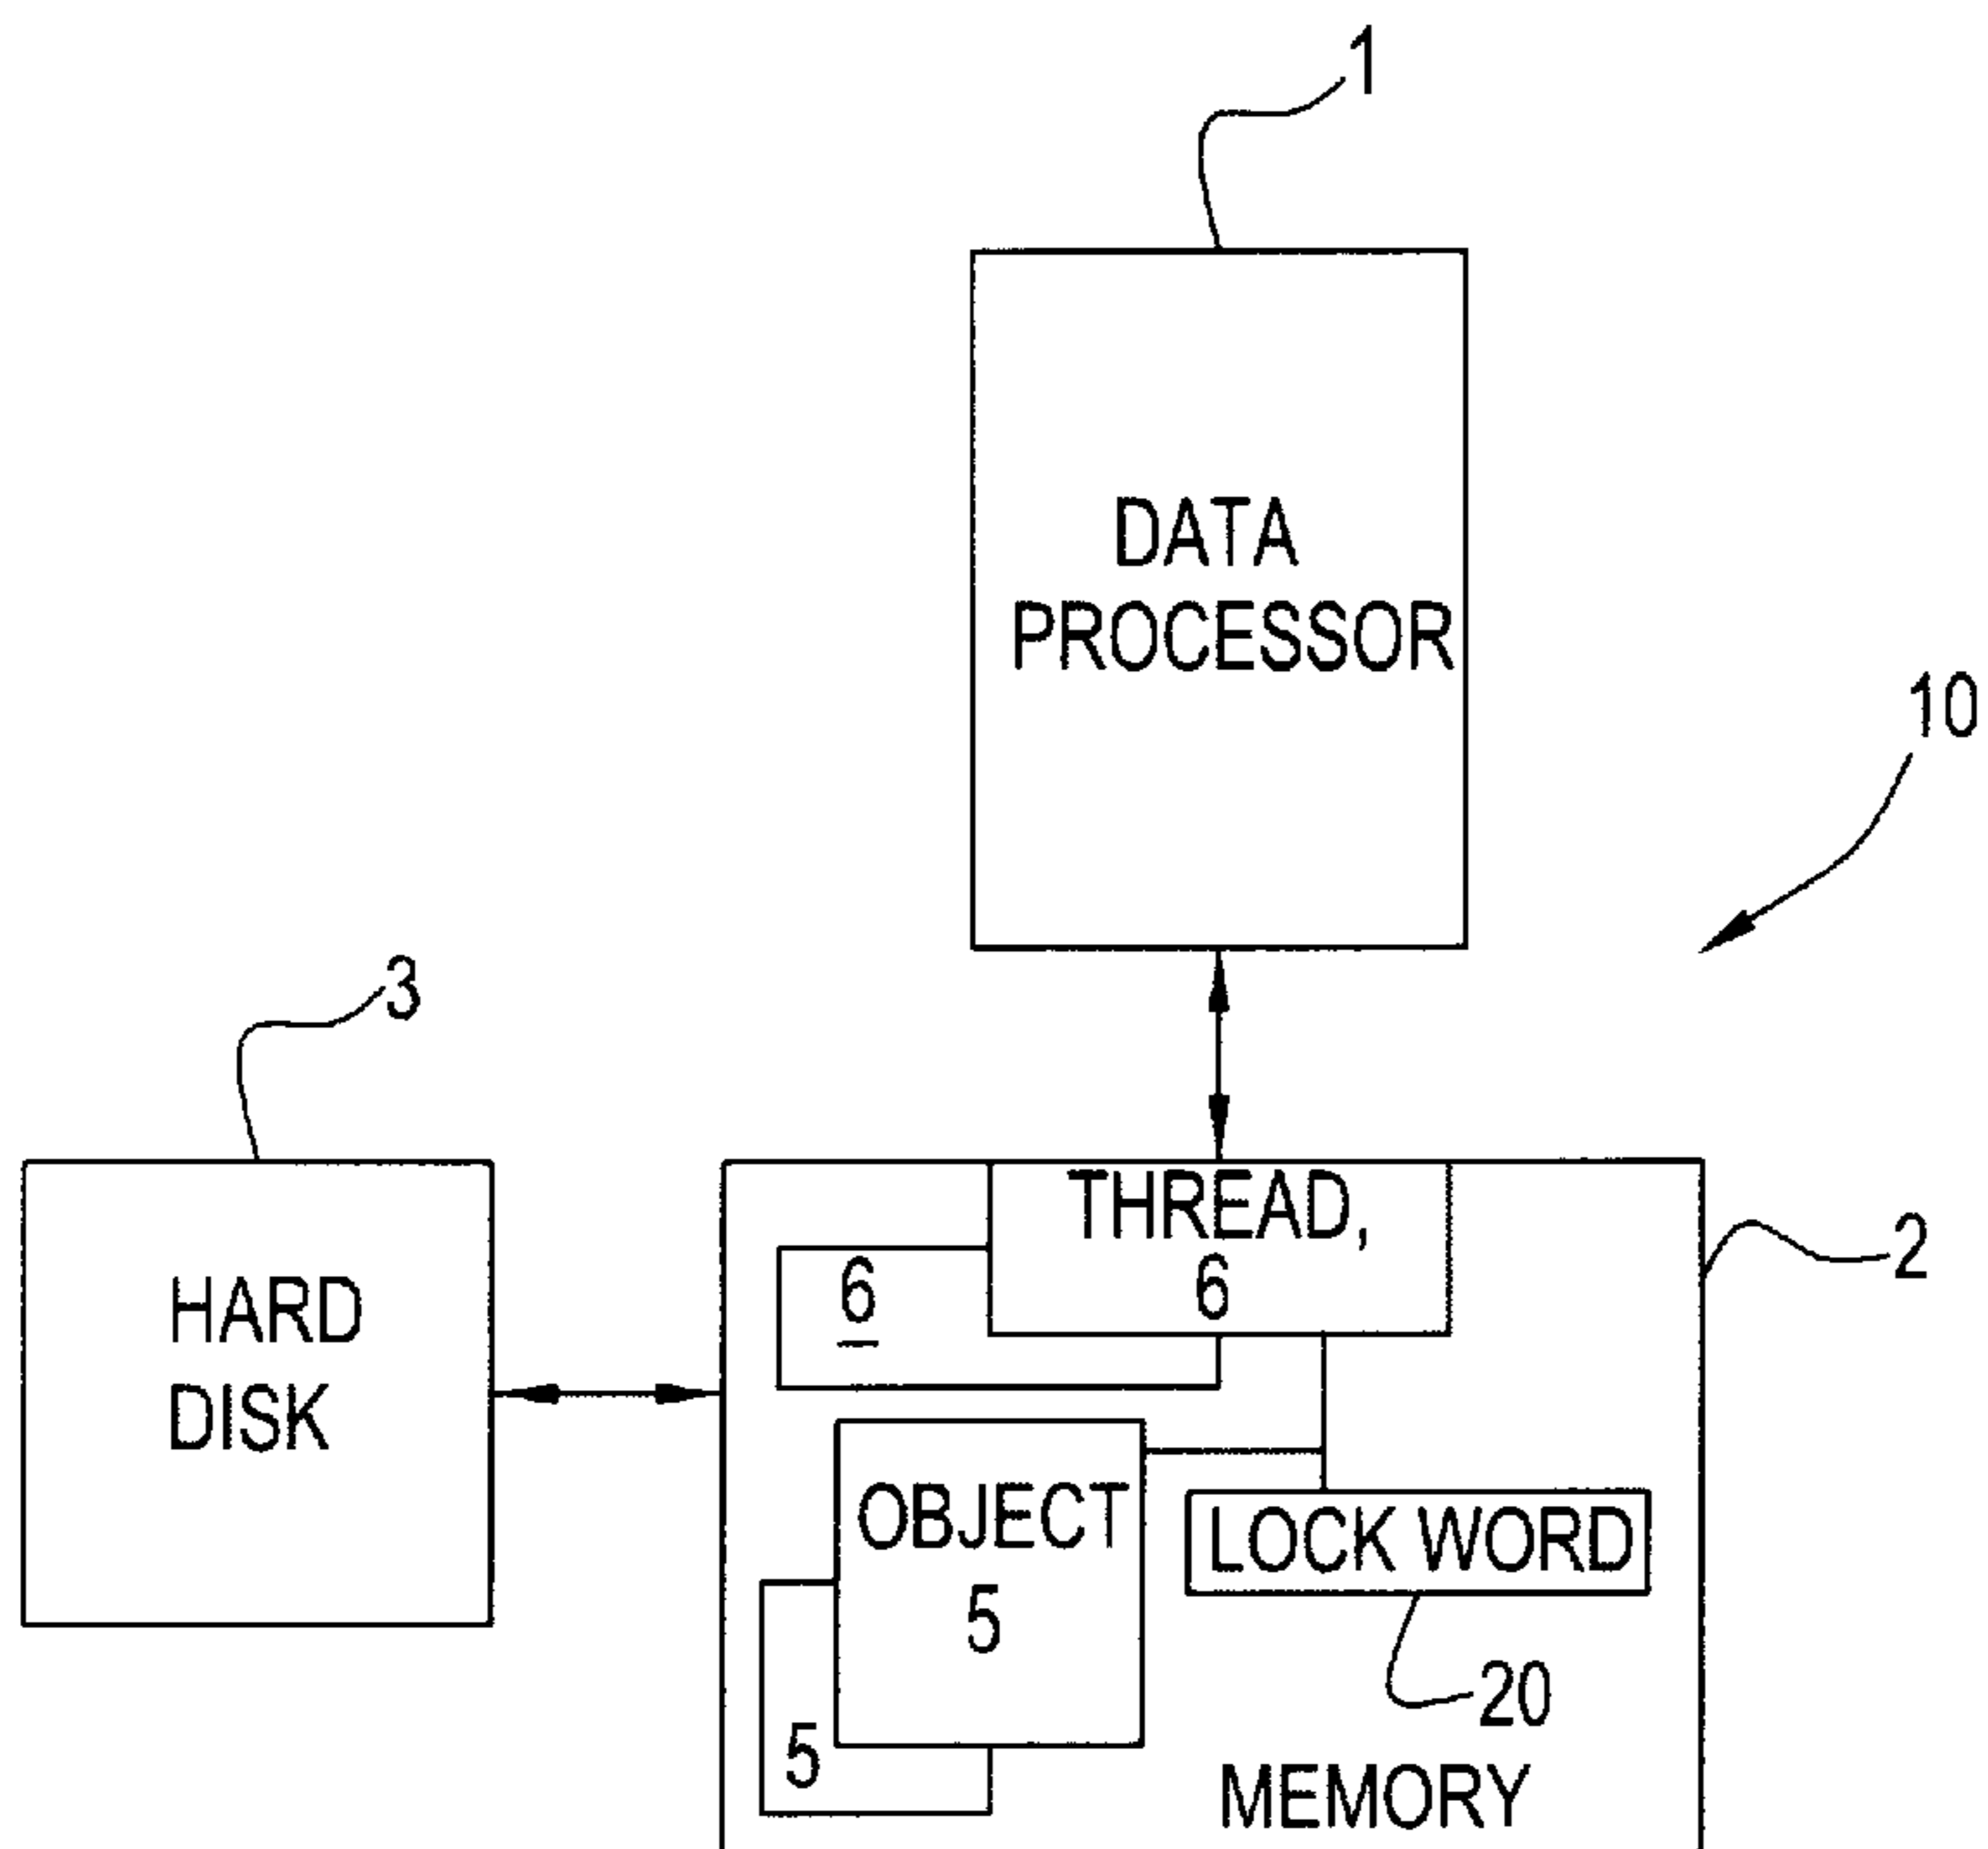 1
DATA
PROCESSOR
10
3
THREAD,
6
6
2
HARD
DISK
OBJECT
5
LOCK WORD
5
20
MEMORY